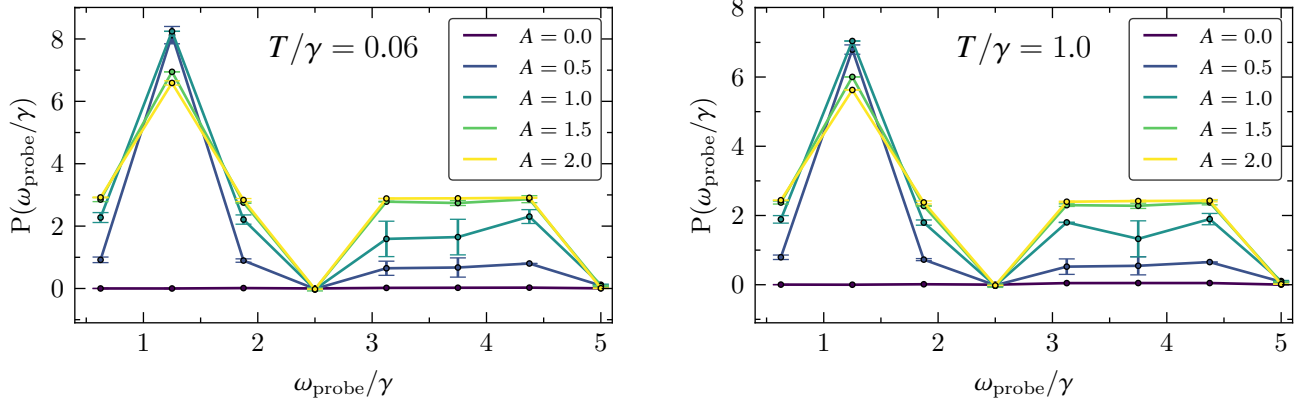 P(ω_probe/γ)
8
6
4
2
0
T/γ = 0.06
A = 0.0
A = 0.5
A = 1.0
A = 1.5
A = 2.0
1 2 3 4 5
ω_probe/γ
P(ω_probe/γ)
8
6
4
2
0
T/γ = 1.0
A = 0.0
A = 0.5
A = 1.0
A = 1.5
A = 2.0
1 2 3 4 5
ω_probe/γ